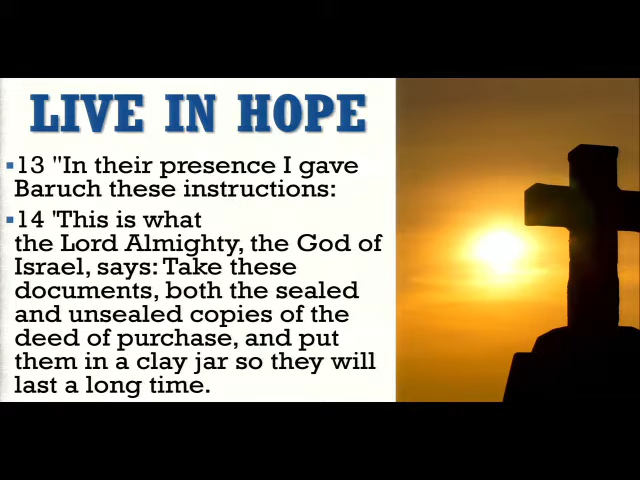 LIVE IN HOPE
▪13 "In their presence I gave
Baruch these instructions:
▪14 'This is what
the Lord Almighty, the God of
Israel, says: Take these
documents, both the sealed
and unsealed copies of the
deed of purchase, and put
them in a clay jar so they will
last a long time.